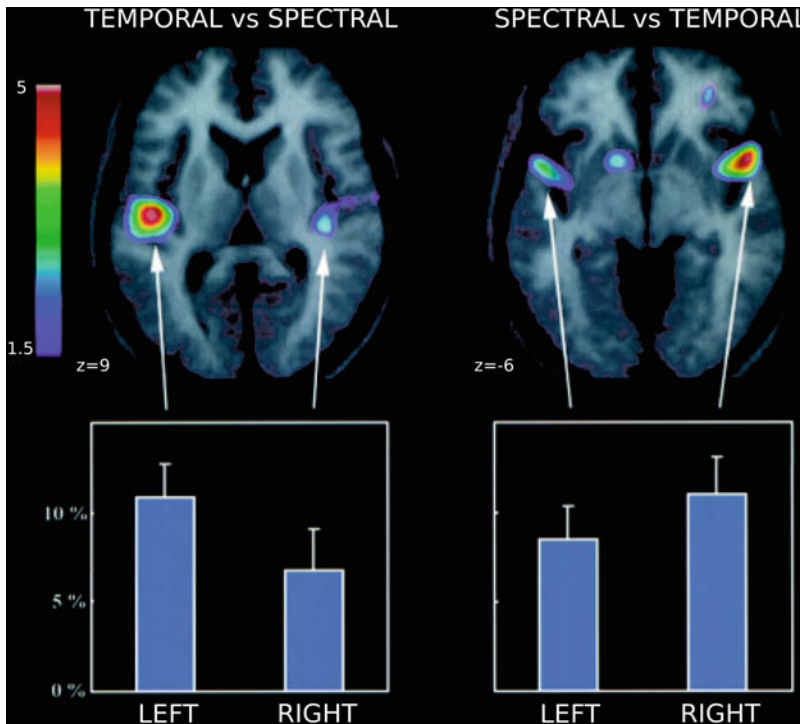 TEMPORAL vs SPECTRAL
SPECTRAL vs TEMPORAL
5
1.5
z=9
z=-6
10 %
5 %
0 %
LEFT
RIGHT
LEFT
RIGHT